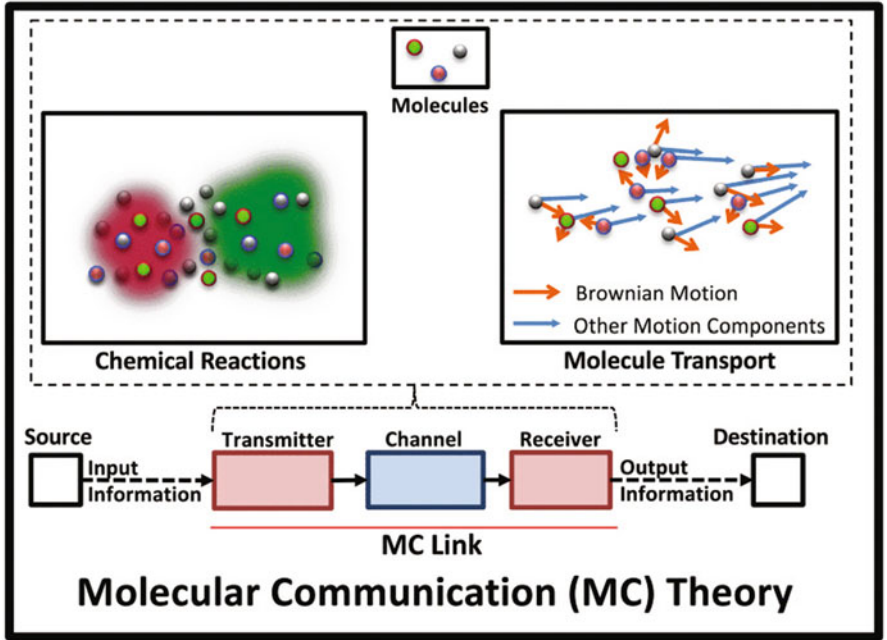 Molecules
Chemical Reactions
Brownian Motion
Other Motion Components
Molecule Transport
Source
Input
Information
Transmitter
Channel
Receiver
Output
Information
Destination
MC Link
Molecular Communication (MC) Theory